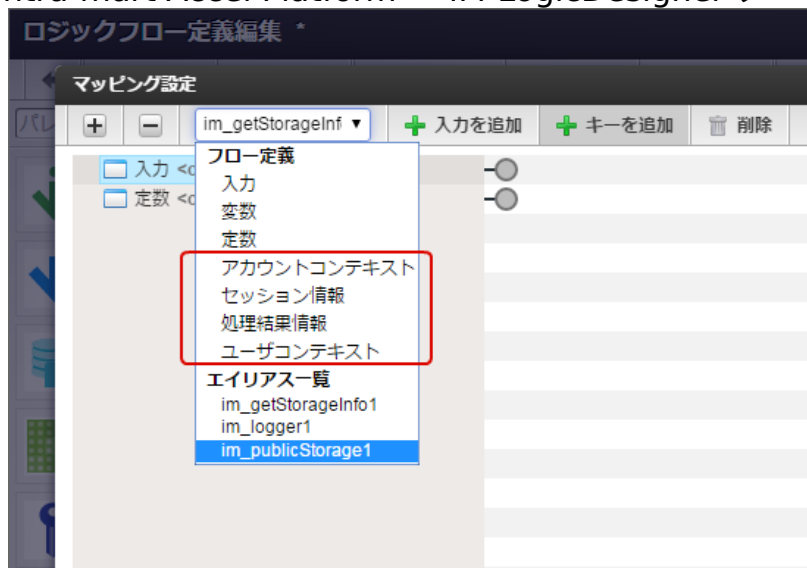 ロジックフロー定義編集 *
マッピング設定
im_getStorageInf ▼ 入力を追加 キーを追加 削除
入力 <o
定数 <c
フロー定義
入力
変数
定数
アカウントコンテキスト
セッション情報
処理結果情報
ユーザコンテキスト
エイリアス一覧
im_getStorageInfo1
im_logger1
im_publicStorage1